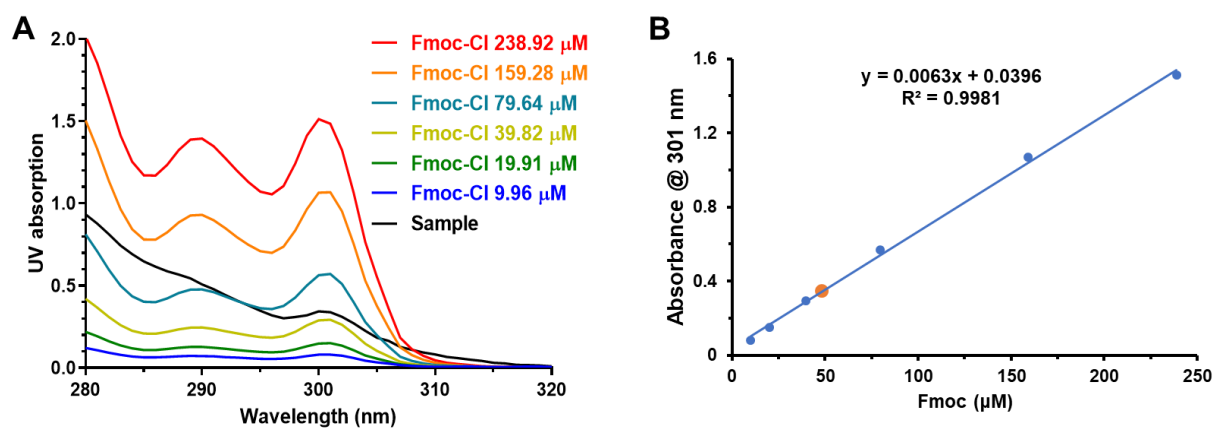 A
UV absorption
2.0
1.5
1.0
0.5
0.0
280
290
300
310
320
Wavelength (nm)
Fmoc-Cl 238.92 μM
Fmoc-Cl 159.28 μM
Fmoc-Cl 79.64 μM
Fmoc-Cl 39.82 μM
Fmoc-Cl 19.91 μM
Fmoc-Cl 9.96 μM
Sample
B
Absorbance @ 301 nm
1.6
1.2
0.8
0.4
0
0
50
100
150
200
250
Fmoc (μM)
y = 0.0063x + 0.0396
R² = 0.9981